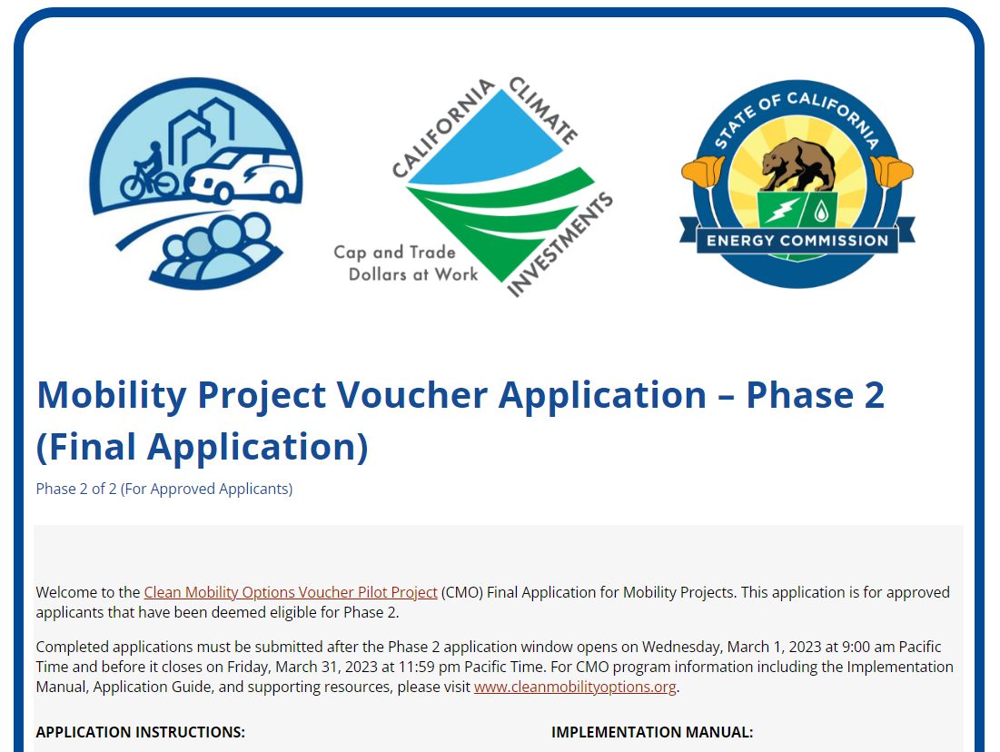 CALIFORNIA
CLIMATE
INVESTMENTS
Cap and Trade
Dollars at Work
STATE OF CALIFORNIA
ENERGY COMMISSION
Mobility Project Voucher Application – Phase 2
(Final Application)
Phase 2 of 2 (For Approved Applicants)
Welcome to the Clean Mobility Options Voucher Pilot Project (CMO) Final Application for Mobility Projects. This application is for approved
applicants that have been deemed eligible for Phase 2.
Completed applications must be submitted after the Phase 2 application window opens on Wednesday, March 1, 2023 at 9:00 am Pacific
Time and before it closes on Friday, March 31, 2023 at 11:59 pm Pacific Time. For CMO program information including the Implementation
Manual, Application Guide, and supporting resources, please visit www.cleanmobilityoptions.org.
APPLICATION INSTRUCTIONS:
IMPLEMENTATION MANUAL: